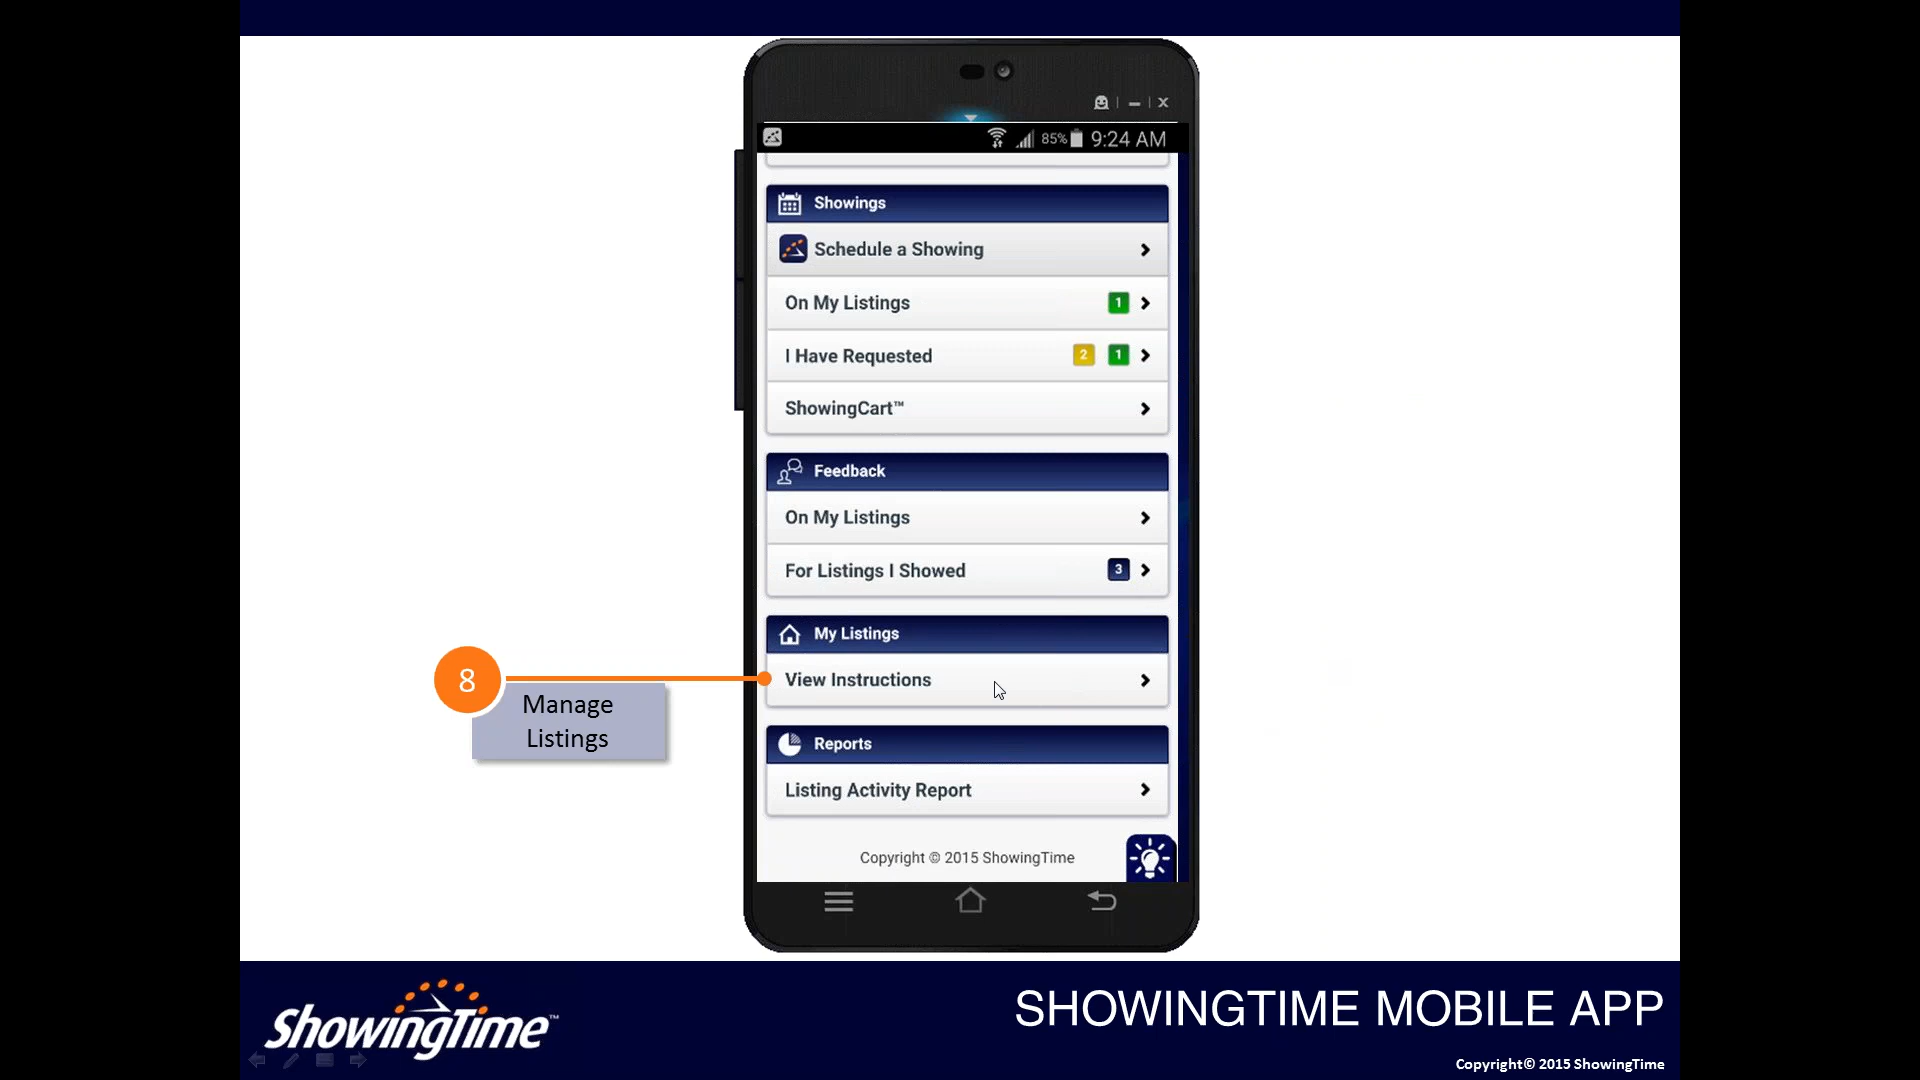 85% 9:24 AM
Showings
Schedule a Showing
On My Listings 1
I Have Requested 2 1
ShowingCart™
Feedback
On My Listings
For Listings I Showed 3
My Listings
View Instructions
8
Manage
Listings
Reports
Listing Activity Report
Copyright © 2015 ShowingTime
ShowingTime™
SHOWINGTIME MOBILE APP
Copyright© 2015 ShowingTime